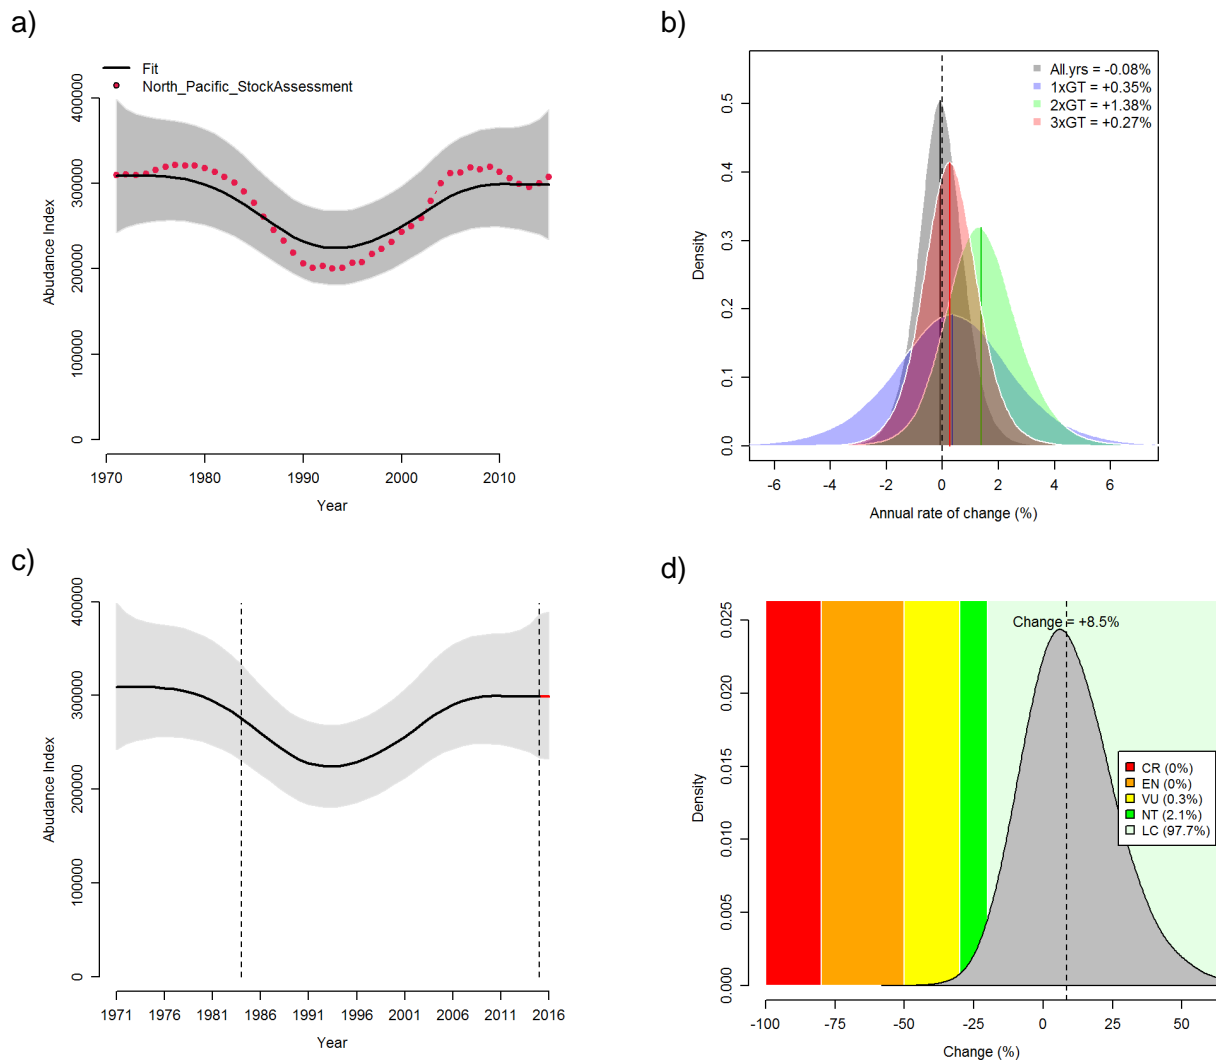 a)
Fit
North_Pacific_StockAssessment
Abudance Index
0
100000
200000
300000
400000
1970
1980
1990
2000
2010
Year
b)
All.yrs = -0.08%
1xGT = +0.35%
2xGT = +1.38%
3xGT = +0.27%
Density
0.0
0.1
0.2
0.3
0.4
0.5
-6
-4
-2
0
2
4
6
Annual rate of change (%)
c)
Abudance Index
0
100000
200000
300000
400000
1971
1976
1981
1986
1991
1996
2001
2006
2011
2016
Year
d)
Change = +8.5%
CR (0%)
EN (0%)
VU (0.3%)
NT (2.1%)
LC (97.7%)
Density
0.000
0.005
0.010
0.015
0.020
0.025
-100
-75
-50
-25
0
25
50
Change (%)